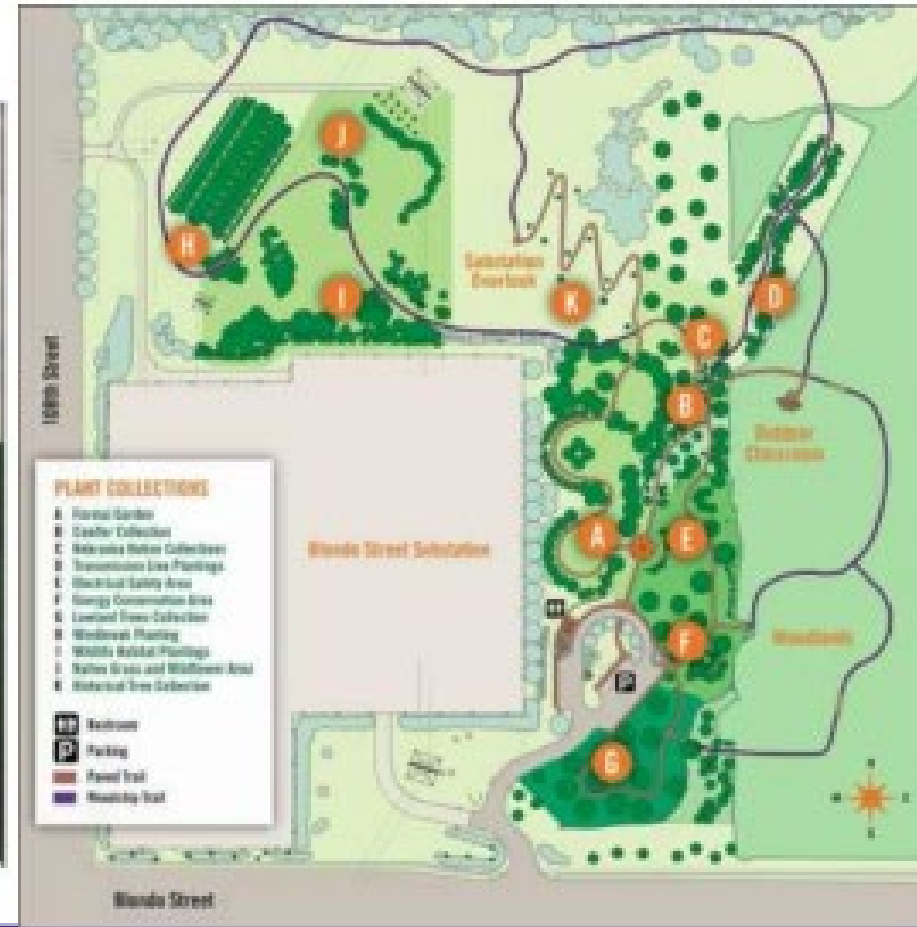 J
H
Substation
Overlook
I
K
D
C
108th Street
B
Outdoor
Classroom
PLANT COLLECTIONS
A Formal Garden
B Conifer Collection
C Nebraska Native Collections
D Transmission Line Plantings
E Electrical Safety Area
F Energy Conservation Area
G Lowland Trees Collection
H Windbreak Planting
I Wildlife Habitat Plantings
J Native Grass and Wildflower Area
K Historical Tree Collection
Restroom
P Parking
Paved Trail
Woodchip Trail
Blondo Street Substation
A
E
F
Woodlands
P
G
N
W
E
S
Blondo Street